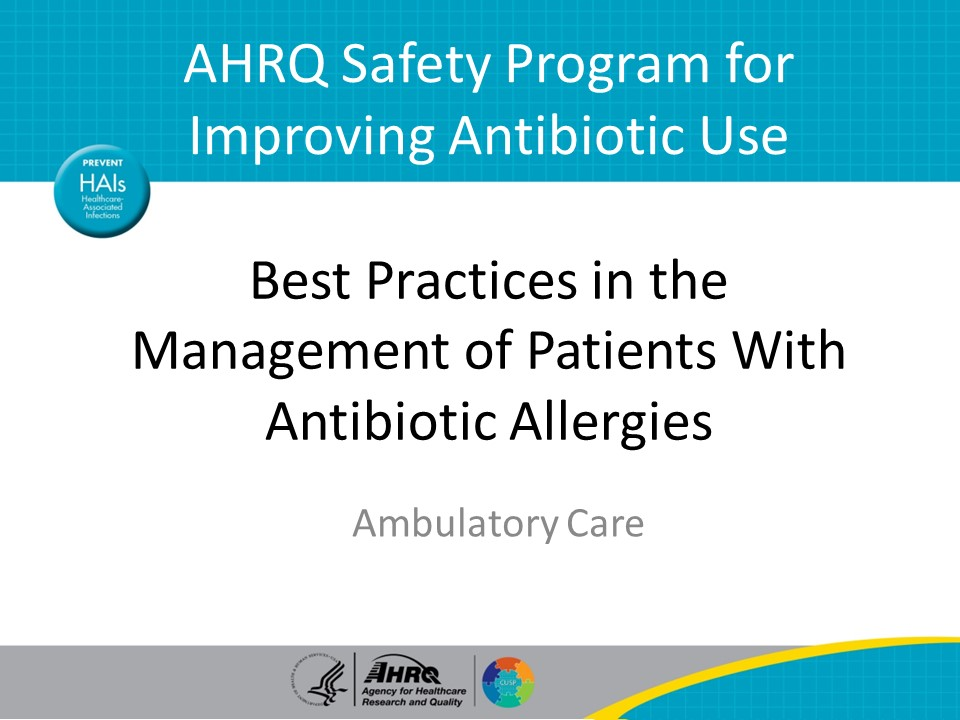 AHRQ Safety Program for
Improving Antibiotic Use
PREVENT
HAIs
Healthcare-
Associated
Infections
Best Practices in the
Management of Patients With
Antibiotic Allergies
Ambulatory Care
AHRQ
Agency for Healthcare
Research and Quality
CUSP